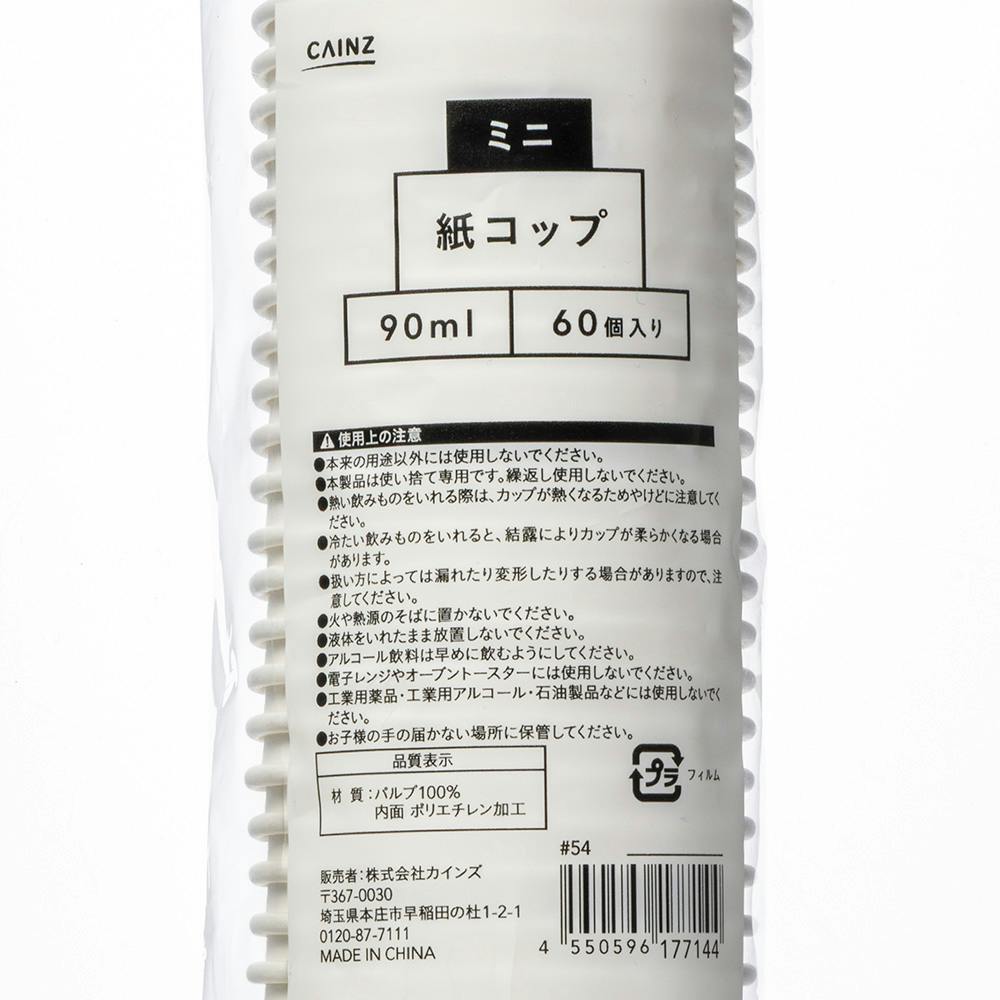 CAINZ
ミニ
紙コップ
90ml 60個入り
使用上の注意
●本来の用途以外には使用しないでください。
●本製品は使い捨て専用です。繰返し使用しないでください。
●熱い飲みものをいれる際は、カップが熱くなるためやけどに注意してく
ださい。
●冷たい飲みものをいれると、結露によりカップが柔らかくなる場合
があります。
●扱い方によっては漏れたり変形したりする場合がありますので、注
意してください。
●火や熱源のそばに置かないでください。
●液体をいれたまま放置しないでください。
●アルコール飲料は早めに飲むようにしてください。
●電子レンジやオーブントースターには使用しないでください。
●工業用薬品・工業用アルコール・石油製品などには使用しないでく
ださい。
●お子様の手の届かない場所に保管してください。
品質表示
材質:パルプ100%
内面 ポリエチレン加工
プラ フィルム
#54
販売者:株式会社カインズ
〒367-0030
埼玉県本庄市早稲田の杜1-2-1
0120-87-7111
MADE IN CHINA
4 550596 177144